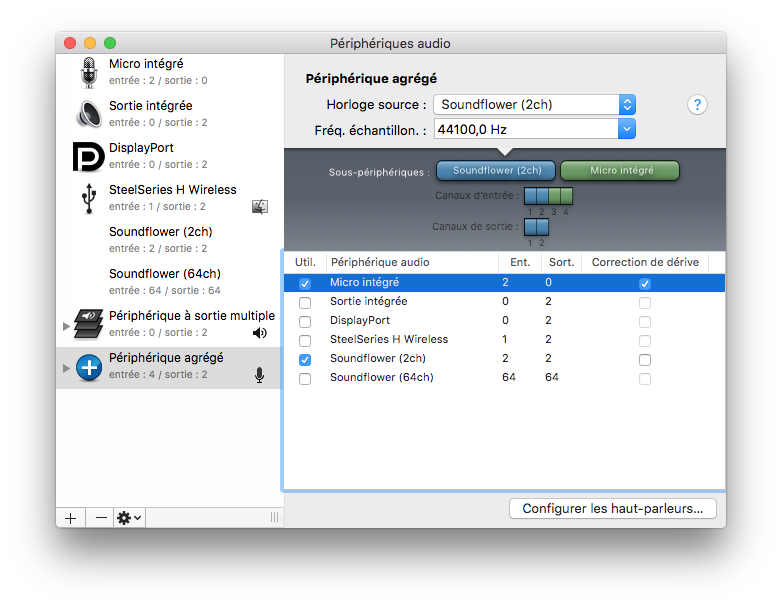 Périphériques audio
Micro intégré
entrée : 2 / sortie : 0
Sortie intégrée
entrée : 0 / sortie : 2
DisplayPort
entrée : 0 / sortie : 2
SteelSeries H Wireless
entrée : 1 / sortie : 2
Soundflower (2ch)
entrée : 2 / sortie : 2
Soundflower (64ch)
entrée : 64 / sortie : 64
Périphérique à sortie multiple
entrée : 0 / sortie : 2
Périphérique agrégé
entrée : 4 / sortie : 2
Périphérique agrégé
Horloge source : Soundflower (2ch)
?
Fréq. échantillon. : 44100,0 Hz
Sous-périphériques : Soundflower (2ch) Micro intégré
Canaux d'entrée :
1 2 3 4
Canaux de sortie :
1 2
Util. Périphérique audio Ent. Sort. Correction de dérive
Micro intégré 2 0
Sortie intégrée 0 2
DisplayPort 0 2
SteelSeries H Wireless 1 2
Soundflower (2ch) 2 2
Soundflower (64ch) 64 64
Configurer les haut-parleurs...